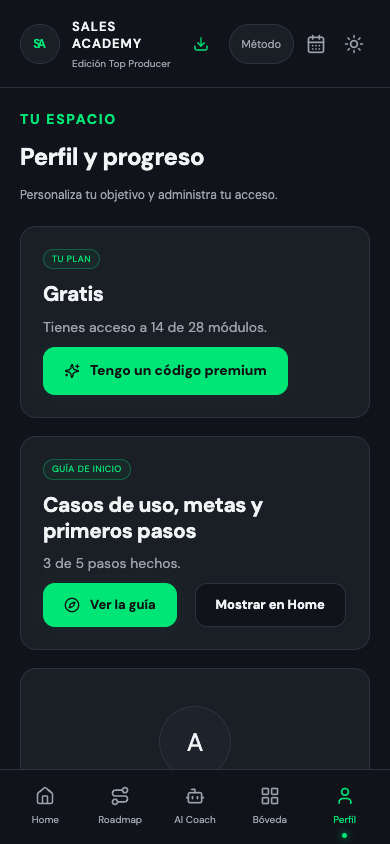 SA
SALES
ACADEMY
Edición Top Producer
Método
TU ESPACIO
Perfil y progreso
Personaliza tu objetivo y administra tu acceso.
TU PLAN
Gratis
Tienes acceso a 14 de 28 módulos.
Tengo un código premium
GUÍA DE INICIO
Casos de uso, metas y
primeros pasos
3 de 5 pasos hechos.
Ver la guía
Mostrar en Home
A
Home
Roadmap
AI Coach
Bóveda
Perfil